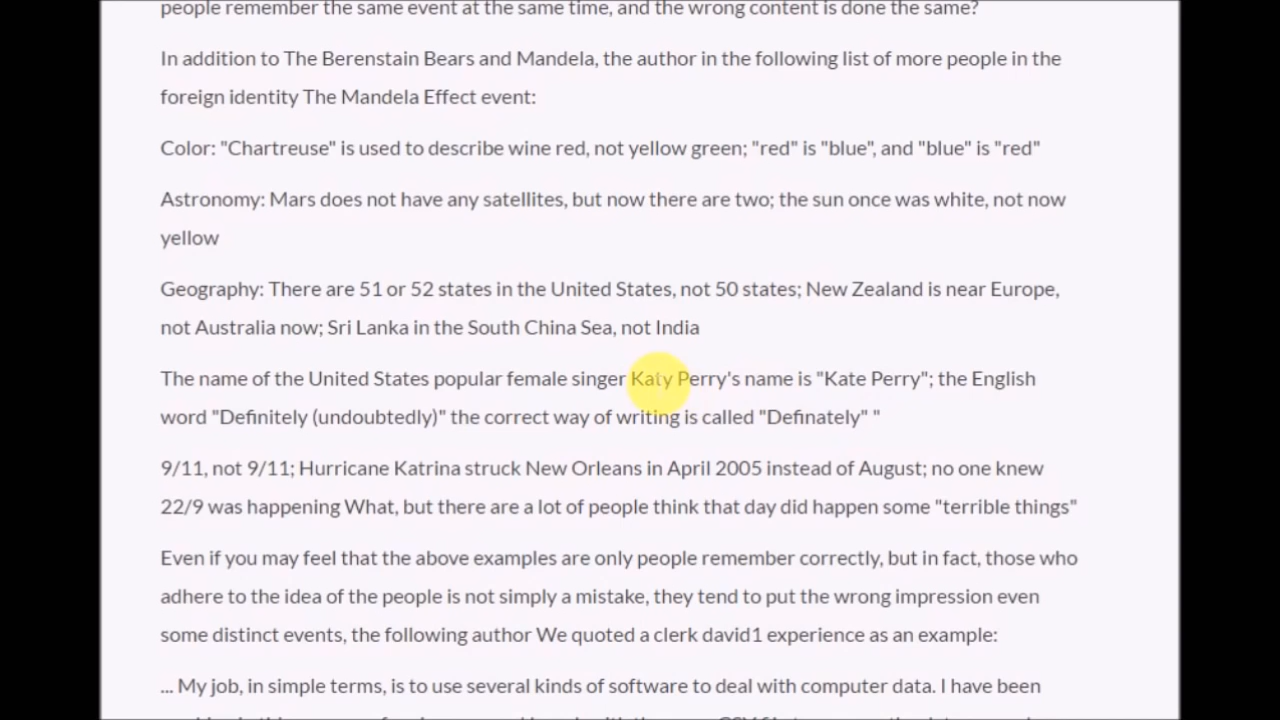 people remember the same event at the same time, and the wrong content is done the same?
In addition to The Berenstain Bears and Mandela, the author in the following list of more people in the
foreign identity The Mandela Effect event:
Color: "Chartreuse" is used to describe wine red, not yellow green; "red" is "blue", and "blue" is "red"
Astronomy: Mars does not have any satellites, but now there are two; the sun once was white, not now
yellow
Geography: There are 51 or 52 states in the United States, not 50 states; New Zealand is near Europe,
not Australia now; Sri Lanka in the South China Sea, not India
The name of the United States popular female singer Katy Perry's name is "Kate Perry"; the English
word "Definitely (undoubtedly)" the correct way of writing is called "Definately" "
9/11, not 9/11; Hurricane Katrina struck New Orleans in April 2005 instead of August; no one knew
22/9 was happening What, but there are a lot of people think that day did happen some "terrible things"
Even if you may feel that the above examples are only people remember correctly, but in fact, those who
adhere to the idea of the people is not simply a mistake, they tend to put the wrong impression even
some distinct events, the following author We quoted a clerk david1 experience as an example:
... My job, in simple terms, is to use several kinds of software to deal with computer data. I have been